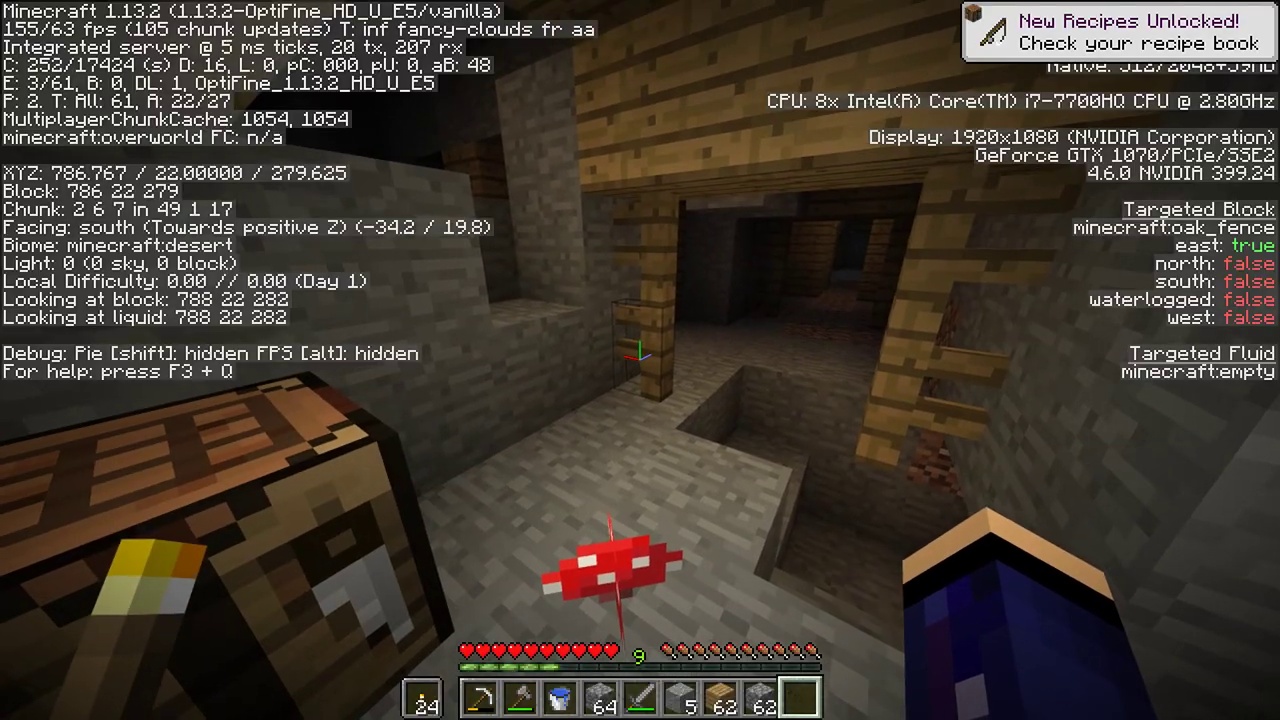 Minecraft 1.13.2 (1.13.2-OptiFine_HD_U_E5/vanilla)
155/63 fps (105 chunk updates) T: inf fancy-clouds fr aa
Integrated server @ 5 ms ticks, 20 tx, 207 rx
C: 252/17424 (s) D: 16, L: 0, pC: 000, pU: 0, aB: 48
E: 3/61, B: 0, DL: 1, OptiFine_1.13.2_HD_U_E5
P: 2. T: All: 61, A: 22/27
MultiplayerChunkCache: 1054, 1054
minecraft:overworld FC: n/a
XYZ: 786.767 / 22.00000 / 279.625
Block: 786 22 279
Chunk: 2 6 7 in 49 1 17
Facing: south (Towards positive Z) (-34.2 / 19.8)
Biome: minecraft:desert
Light: 0 (0 sky, 0 block)
Local Difficulty: 0.00 // 0.00 (Day 1)
Looking at block: 788 22 282
Looking at liquid: 788 22 282
Debug: Pie [shift]: hidden FPS [alt]: hidden
For help: press F3 + Q
New Recipes Unlocked!
Check your recipe book
CPU: 8x Intel(R) Core(TM) i7-7700HQ CPU @ 2.80GHz
Display: 1920x1080 (NVIDIA Corporation)
GeForce GTX 1070/PCIe/SSE2
4.6.0 NVIDIA 399.24
Targeted Block
minecraft:oak_fence
east: true
north: false
south: false
waterlogged: false
west: false
Targeted Fluid
minecraft:empty
9
24 64 5 62 62